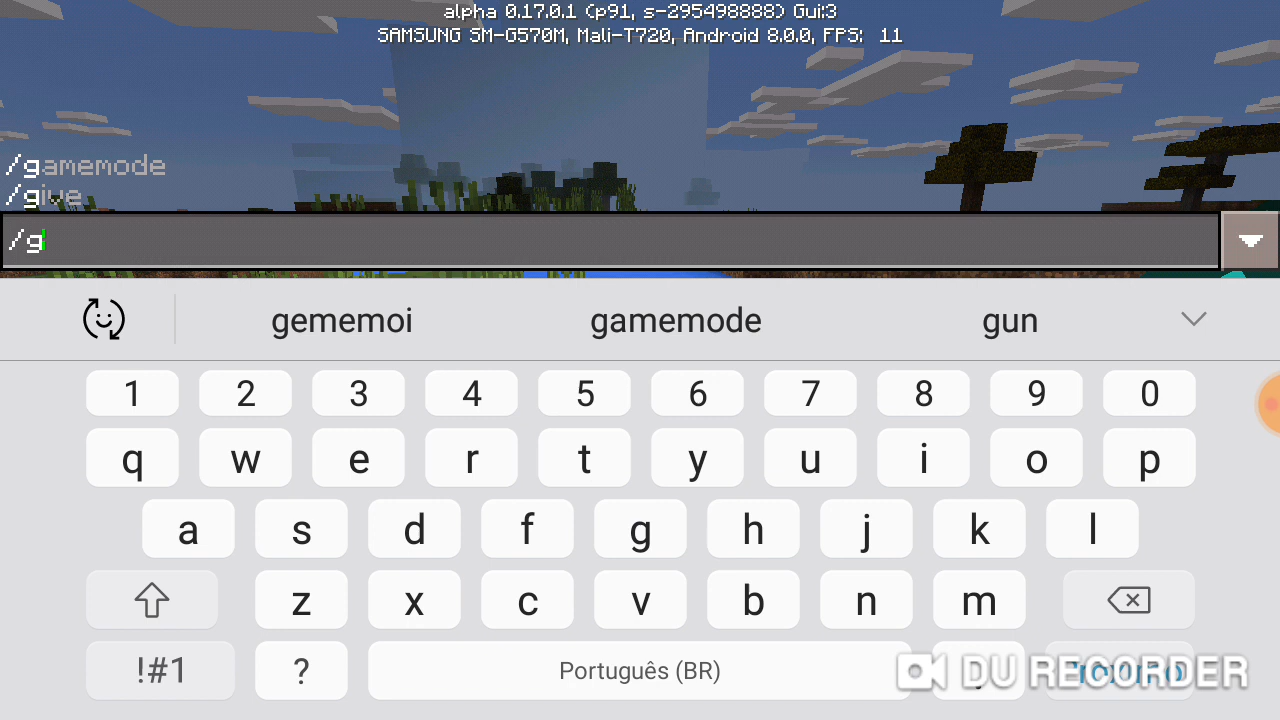 alpha 0.17.0.1 (p91, s-295498888) Gui:3
SAMSUNG SM-G570M, Mali-T720, Android 8.0.0, FPS: 11
/gamemode
/give
/g
gememoi gamemode gun
1 2 3 4 5 6 7 8 9 0
q w e r t y u i o p
a s d f g h j k l
z x c v b n m
!#1 ? Português (BR)
DU RECORDER